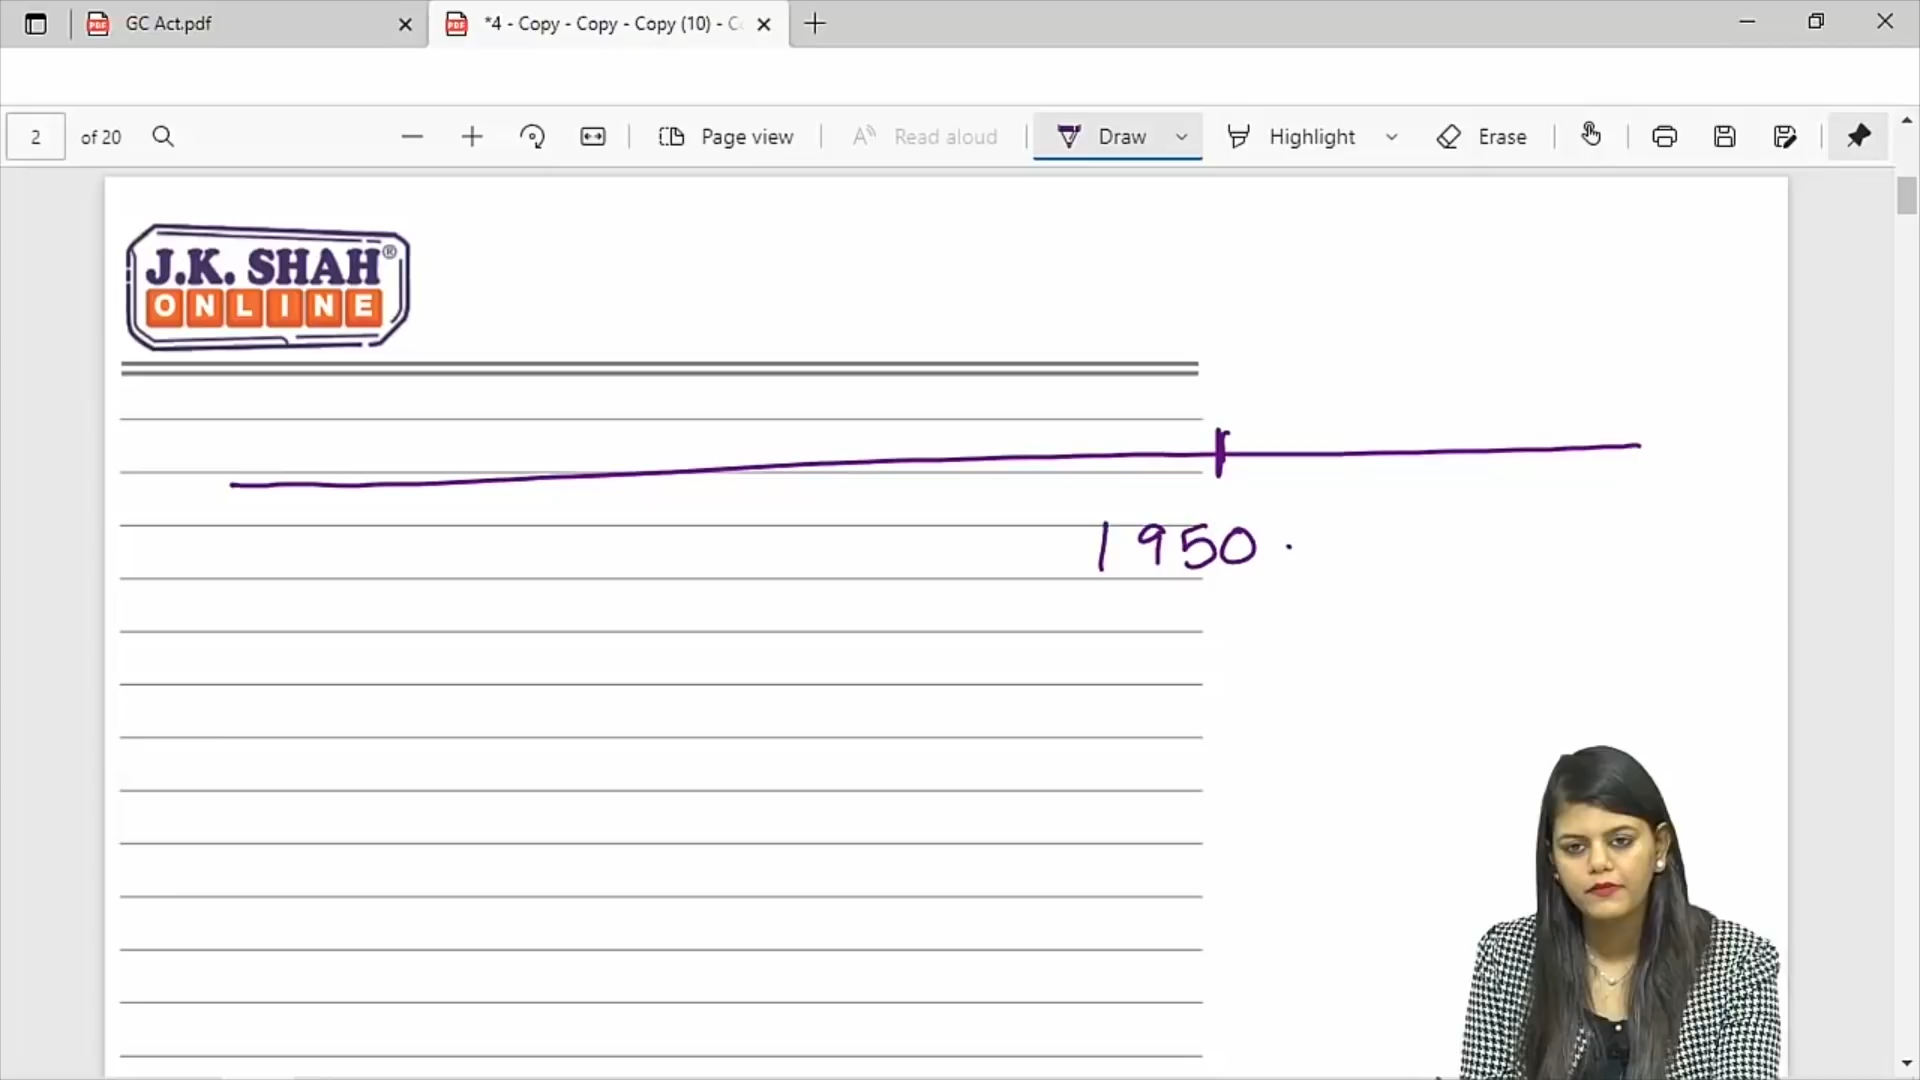 GC Act.pdf
*4 - Copy - Copy - Copy (10) - C
2 of 20
Page view
Read aloud
Draw
Highlight
Erase
J.K. SHAH®
ONLINE
1950